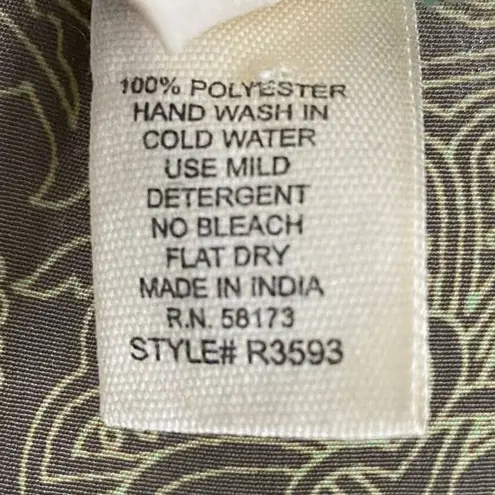 100% POLYESTER
HAND WASH IN
COLD WATER
USE MILD
DETERGENT
NO BLEACH
FLAT DRY
MADE IN INDIA
R.N. 58173
STYLE# R3593